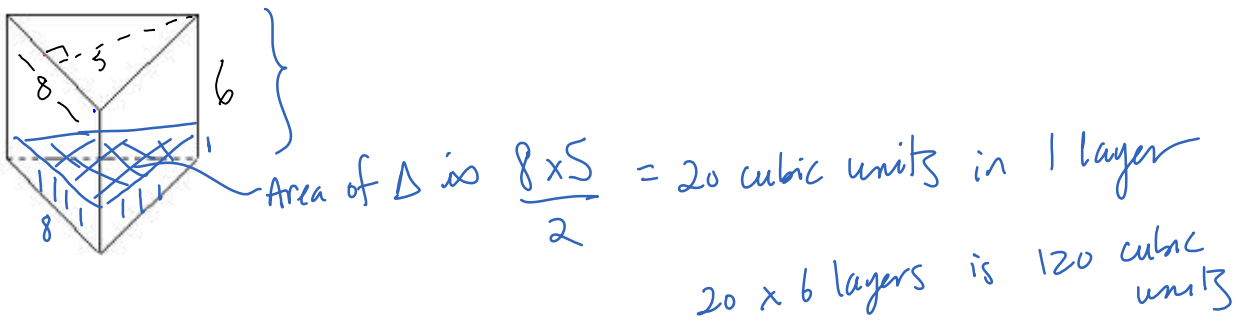 5
8
6
1
8
Area of Δ is 8 x 5 / 2 = 20 cubic units in 1 layer
20 x 6 layers is 120 cubic
units